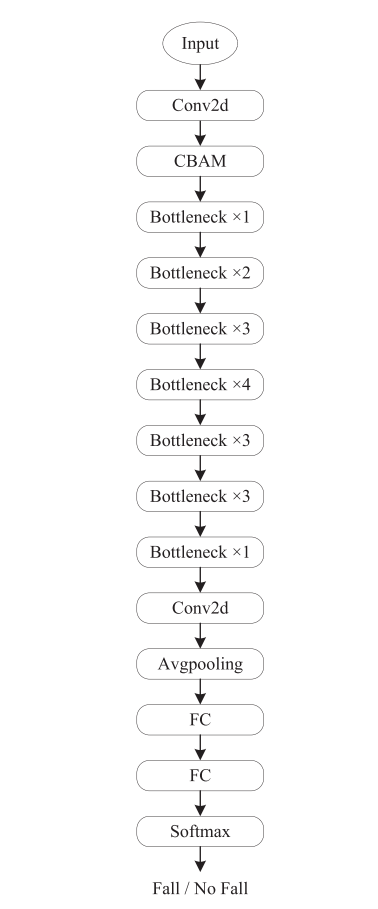 Input
Conv2d
CBAM
Bottleneck ×1
Bottleneck ×2
Bottleneck ×3
Bottleneck ×4
Bottleneck ×3
Bottleneck ×3
Bottleneck ×1
Conv2d
Avgpooling
FC
FC
Softmax
Fall / No Fall